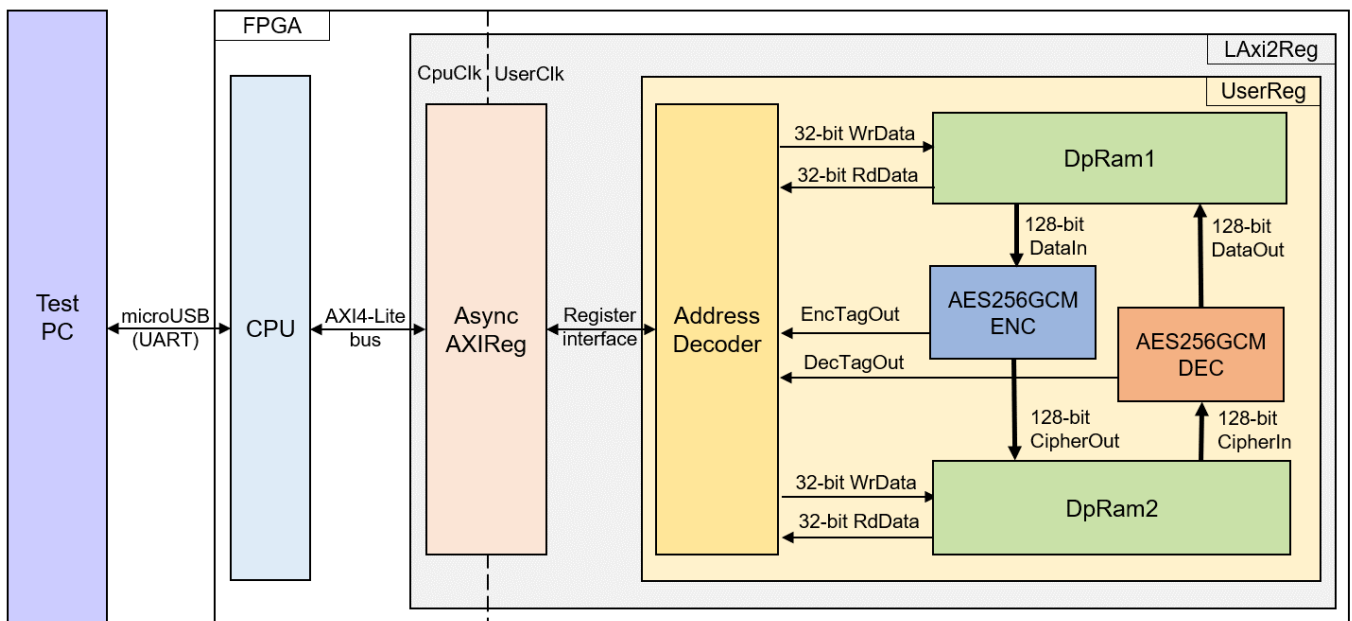 FPGA
LAxi2Reg
CpuClk
UserClk
UserReg
32-bit WrData
DpRam1
32-bit RdData
128-bit
DataIn
128-bit
DataOut
Test
PC
microUSB
(UART)
CPU
AXI4-Lite
bus
Async
AXIReg
Register
interface
Address
Decoder
EncTagOut
AES256GCM
ENC
DecTagOut
AES256GCM
DEC
128-bit
CipherOut
128-bit
CipherIn
32-bit WrData
DpRam2
32-bit RdData